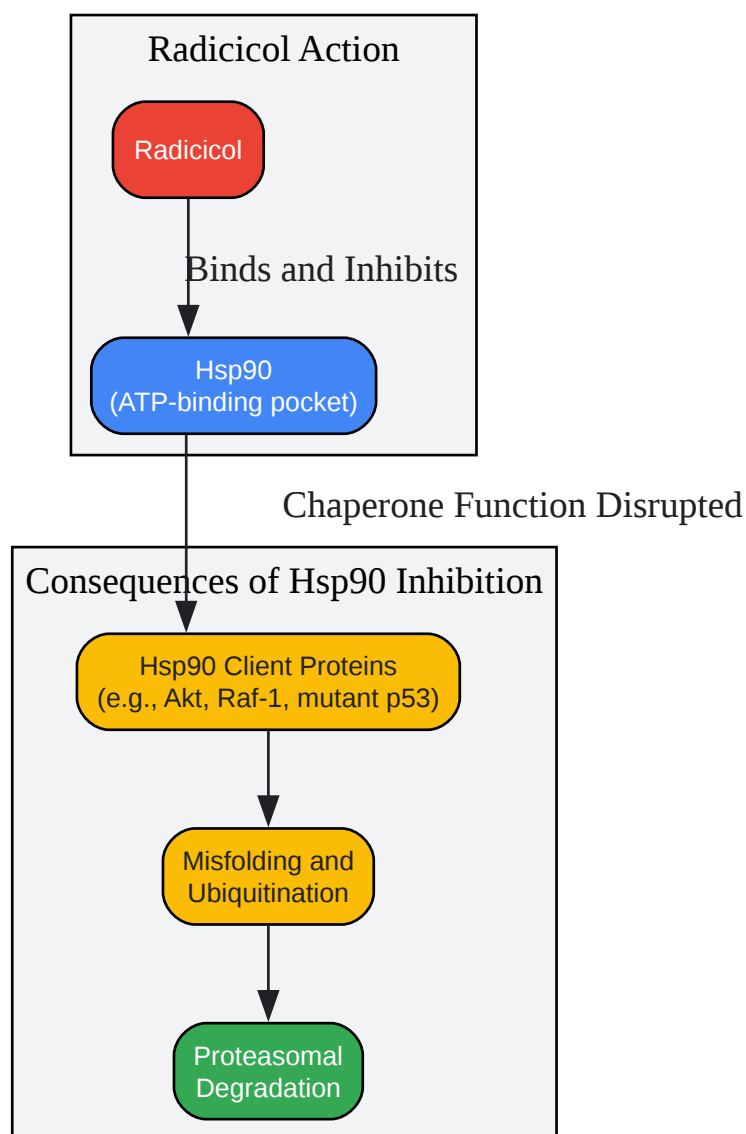 Radicicol Action
Radicicol
Binds and Inhibits
Hsp90
(ATP-binding pocket)
Chaperone Function Disrupted
Consequences of Hsp90 Inhibition
Hsp90 Client Proteins
(e.g., Akt, Raf-1, mutant p53)
Misfolding and
Ubiquitination
Proteasomal
Degradation